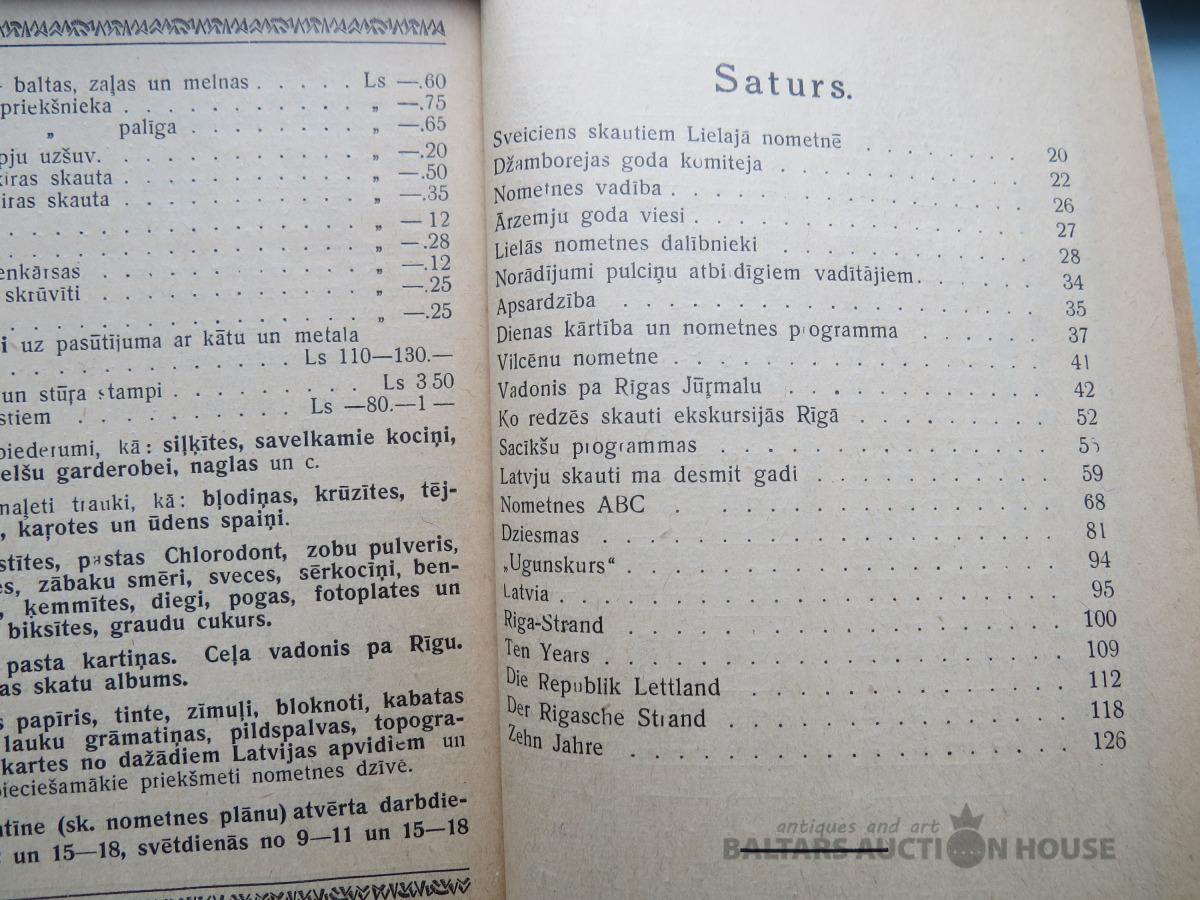 baltas, zaļas un melnas . . . . . Ls —.60
priekšnieka . . . . . . . . . . . „ —.75
„ palīga . . . . . . . . „ —.65
pju uzšuv. . . . . . . . . . . . „ —.20
ķiras skauta . . . . . . . . . . . „ —.50
iras skauta . . . . . . . . . . . „ —.35
. . . . . . . . . . . . . . . „ — 12
. . . . . . . . . . . . . . . „ —.28
enkārsas . . . . . . . . . . . . „ —.12
skrūvīti . . . . . . . . . . . . „ —.25
. . . . . . . . . . . . . . . „ —.25
i uz pasūtījuma ar kātu un metala
. . . . . . . . . . . . Ls 110—130.—
un stūŗa stampi . . . . . . . . Ls 3 50
stiem . . . . . . . . . . Ls —80.—1 —
piederumi, kā: siļķītes, savelkamie kociņi,
elšu garderobei, naglas un c.
maļeti trauki, kā: bļodiņas, krūzītes, tēj-
, kaŗotes un ūdens spaiņi.
stītes, pastas Chlorodont, zobu pulveris,
es, zābaku smēri, sveces, sērkociņi, ben-
, ķemmītes, diegi, pogas, fotoplates un
biksītes, graudu cukurs.
pasta kartiņas. Ceļa vadonis pa Rīgu.
as skatu albums.
s papīris, tinte, zīmuļi, bloknoti, kabatas
lauku grāmatiņas, pildspalvas, topogra-
kartes no dažādiem Latvijas apvidiem un
pieciešamākie priekšmeti nometnes dzīvē.
ntīne (sk. nometnes plānu) atvērta darbdie-
un 15—18, svētdienās no 9—11 un 15—18
Saturs.
Sveiciens skautiem Lielajā nometnē . . . . . . 20
Džamborejas goda komiteja . . . . . . . . . 22
Nometnes vadība . . . . . . . . . . . . . 26
Ārzemju goda viesi . . . . . . . . . . . . 27
Lielās nometnes dalībnieki . . . . . . . . . 28
Norādījumi pulciņu atbi dīgiem vadītājiem . . . . 34
Apsardzība . . . . . . . . . . . . . . . 35
Dienas kārtība un nometnes programma . . . . . 37
Vilcēnu nometne . . . . . . . . . . . . . 41
Vadonis pa Rīgas Jūŗmalu . . . . . . . . . 42
Ko redzēs skauti ekskursijās Rīgā . . . . . . . 52
Sacīkšu programmas . . . . . . . . . . . .
Latvju skauti ma desmit gadi . . . . . . . . 59
Nometnes ABC . . . . . . . . . . . . . . 68
Dziesmas . . . . . . . . . . . . . . . . 81
„Ugunskurs“ . . . . . . . . . . . . . . . 94
Latvia . . . . . . . . . . . . . . . . . 95
Riga-Strand . . . . . . . . . . . . . . . 100
Ten Years . . . . . . . . . . . . . . . . 109
Die Republik Lettland . . . . . . . . . . . 112
Der Rigasche Strand . . . . . . . . . . . . 118
Zehn Jahre . . . . . . . . . . . . . . . 126
antiques and art
BALTARS AUCTION HOUSE